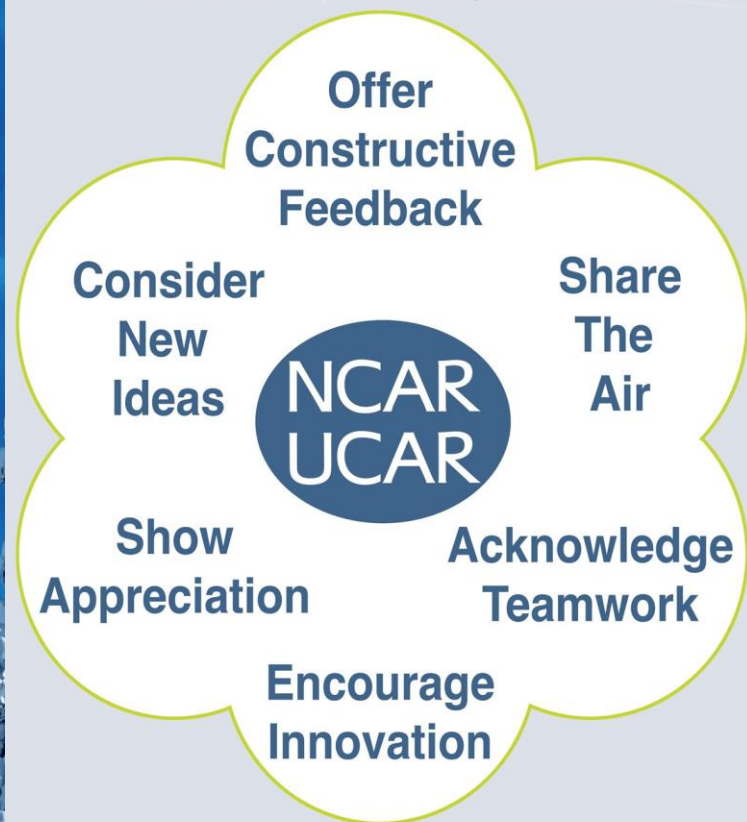 Offer
Constructive
Feedback
Share
The
Air
Acknowledge
Teamwork
Encourage
Innovation
Show
Appreciation
Consider
New
Ideas
NCAR
UCAR